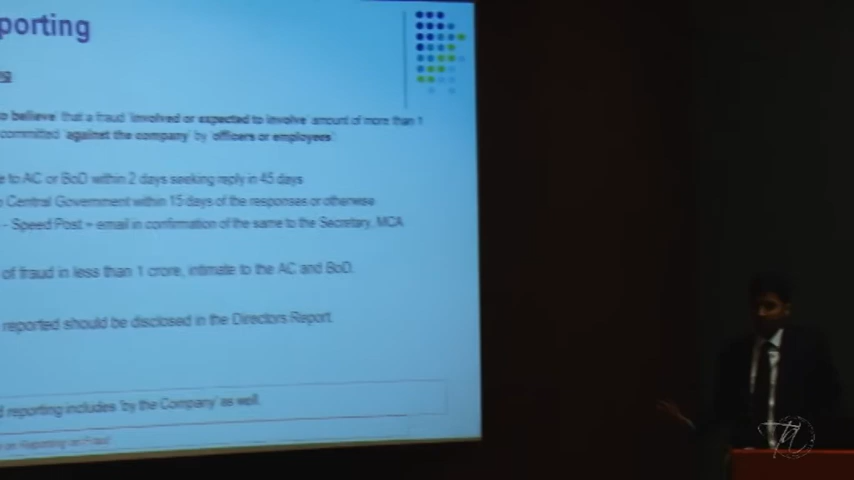 porting
ng
to believe' that a fraud 'involved or expected to involve' amount of more than 1
committed 'against the company' by 'officers or employees'.
e to AC or BoD within 2 days seeking reply in 45 days
Central Government within 15 days of the responses or otherwise
- Speed Post + email in confirmation of the same to the Secretary, MCA
of fraud in less than 1 crore, intimate to the AC and BoD.
reported should be disclosed in the Directors Report.
d reporting includes 'by the Company' as well.
on Reporting on Fraud